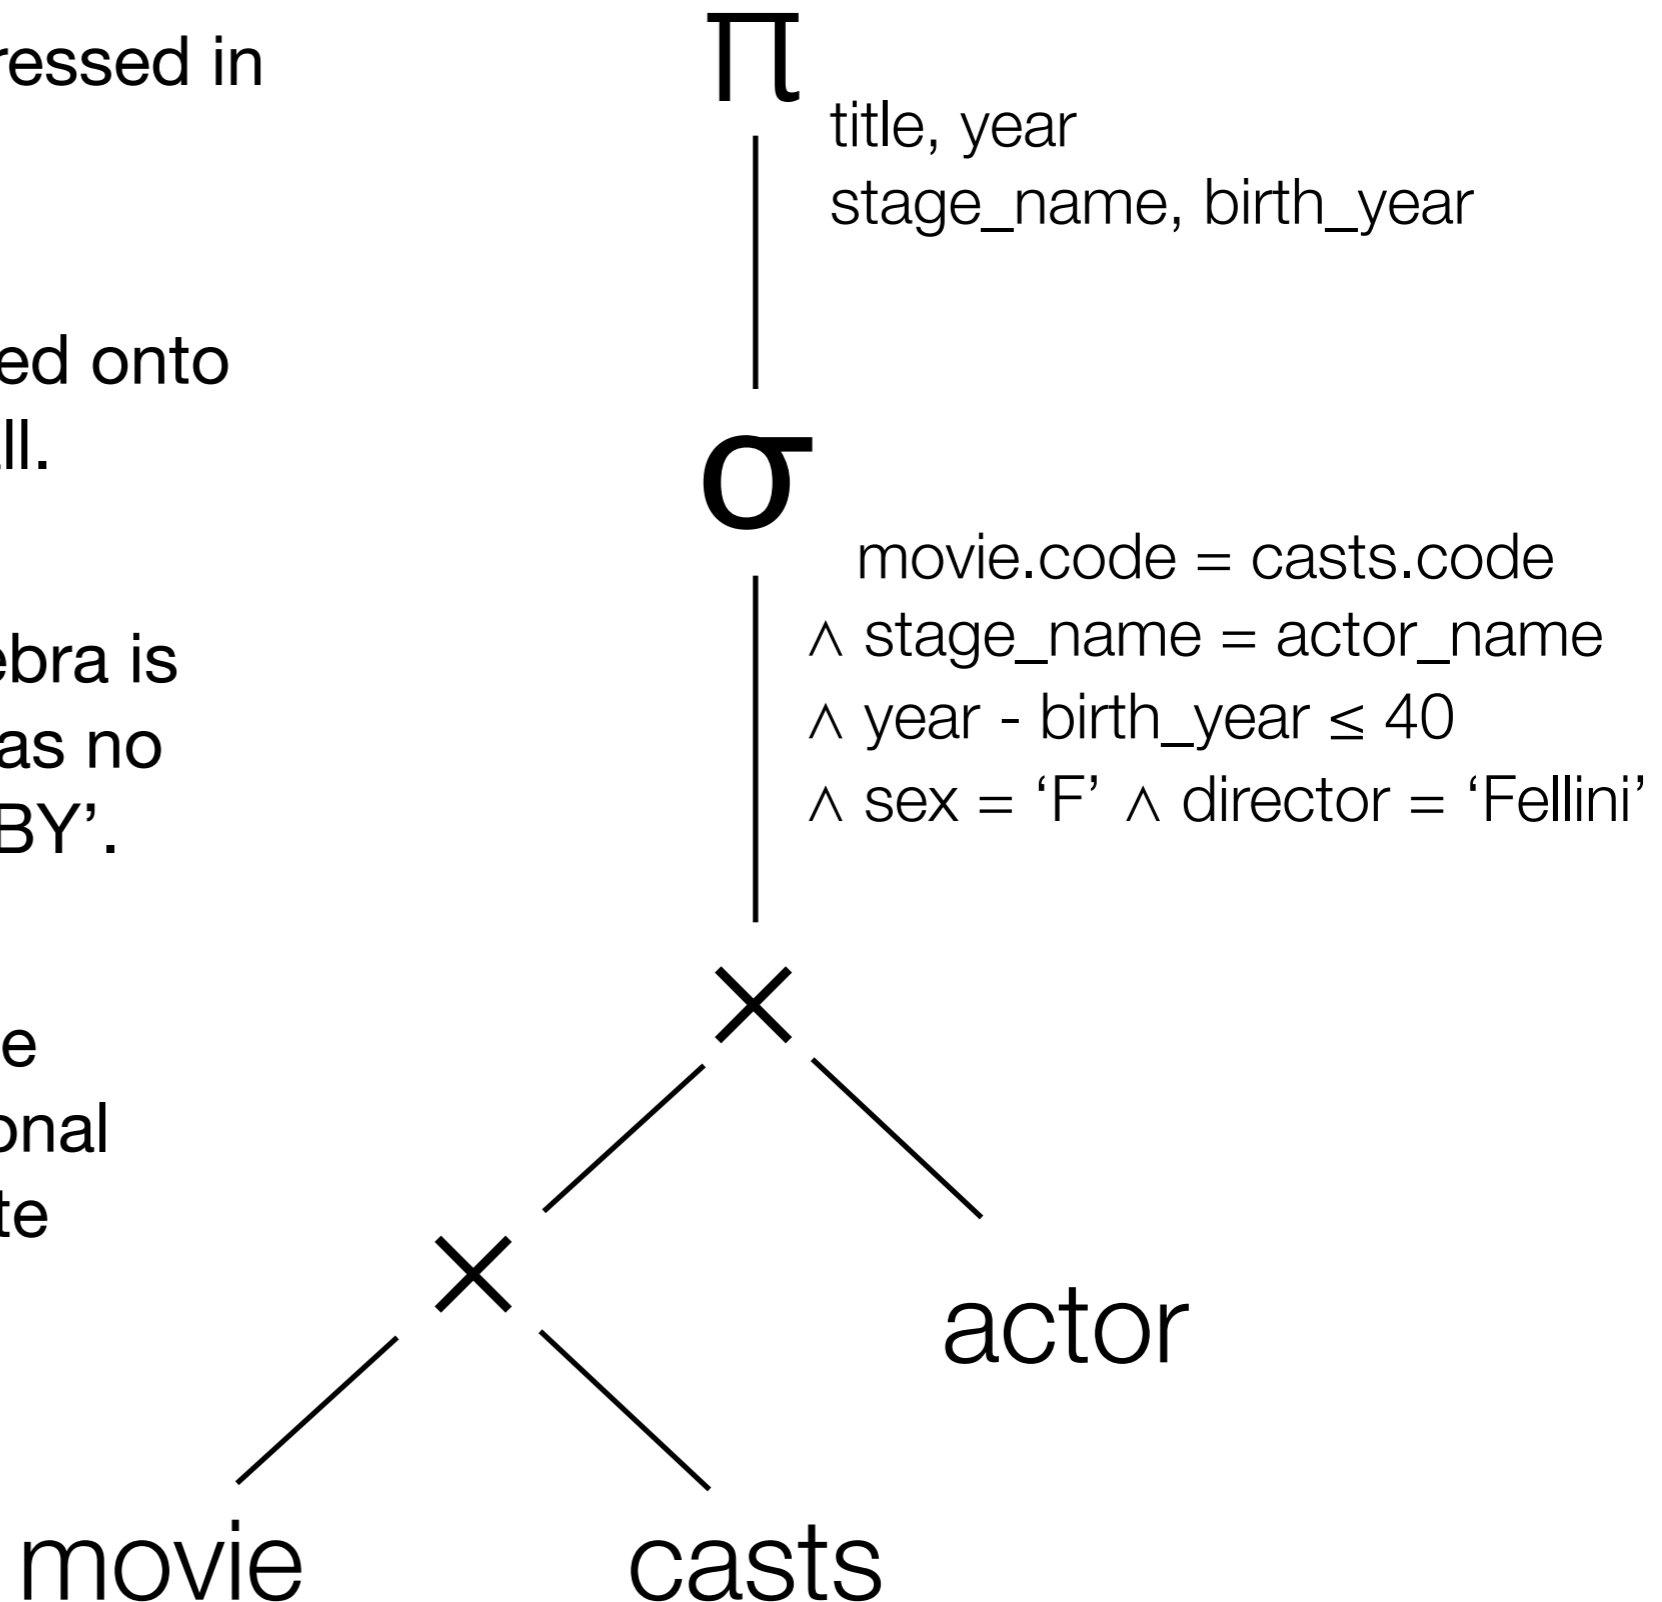 ressed in
ed onto
ll.
ebra is
as no
BY’.
e
onal
te
π
title, year
stage_name, birth_year
σ
movie.code = casts.code
∧ stage_name = actor_name
∧ year - birth_year ≤ 40
∧ sex = ‘F’ ∧ director = ‘Fellini’
×
×
actor
movie
casts